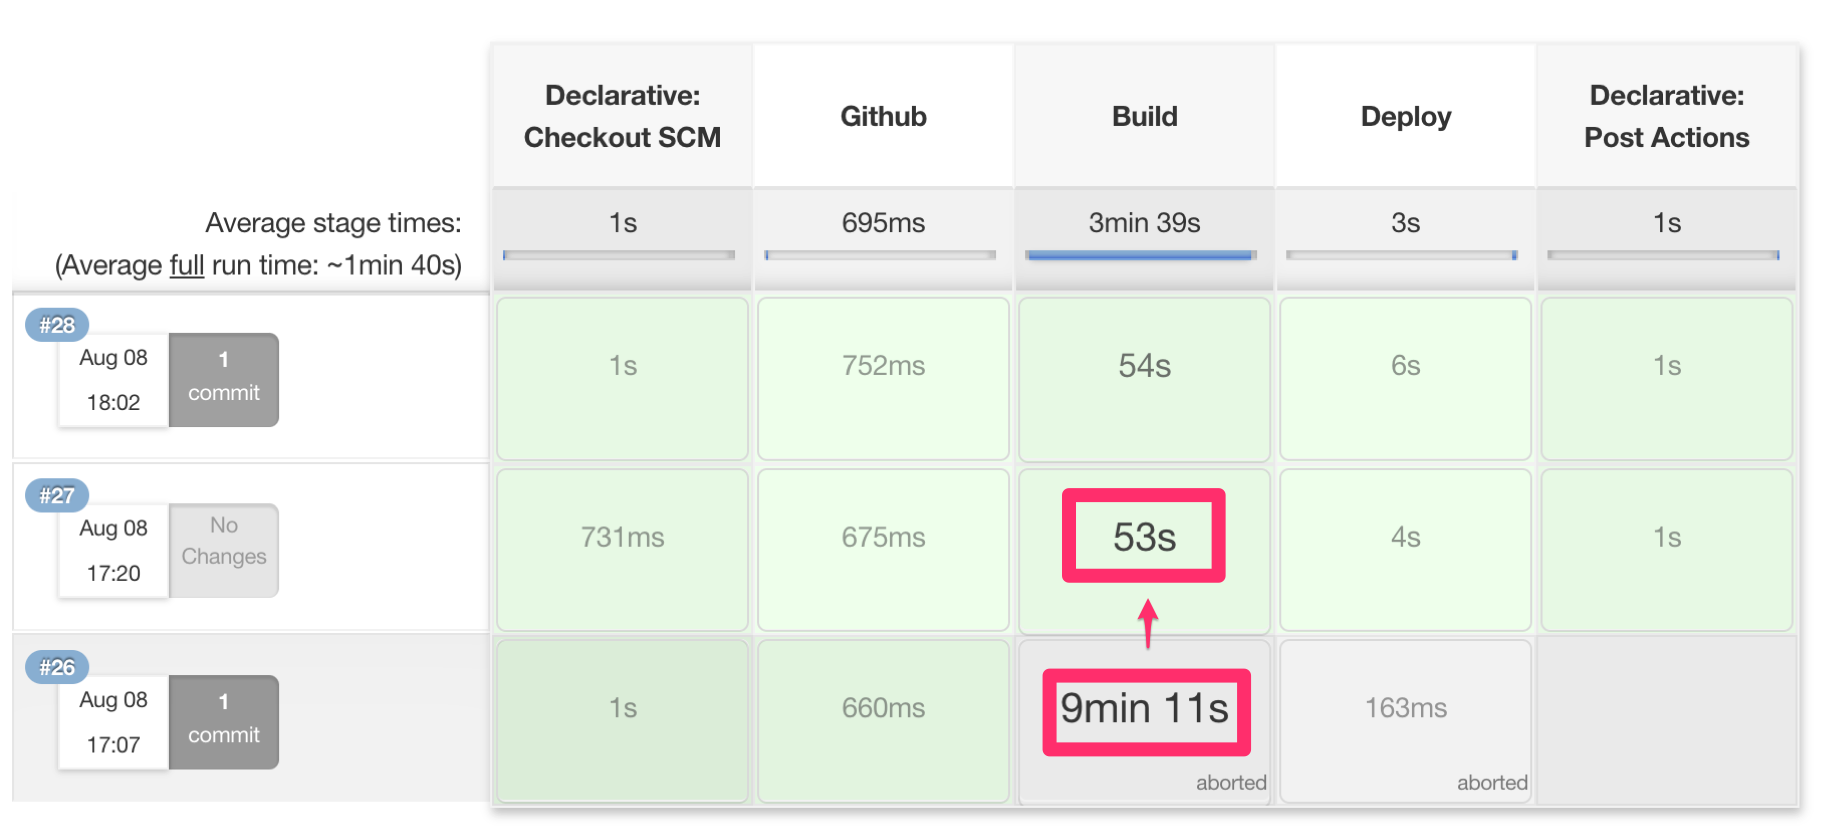 Declarative:
Checkout SCM
Github
Build
Deploy
Declarative:
Post Actions
Average stage times:
(Average full run time: ~1min 40s)
1s
695ms
3min 39s
3s
1s
#28
Aug 08
18:02
1
commit
1s
752ms
54s
6s
1s
#27
Aug 08
17:20
No
Changes
731ms
675ms
53s
4s
1s
#26
Aug 08
17:07
1
commit
1s
660ms
9min 11s
aborted
163ms
aborted